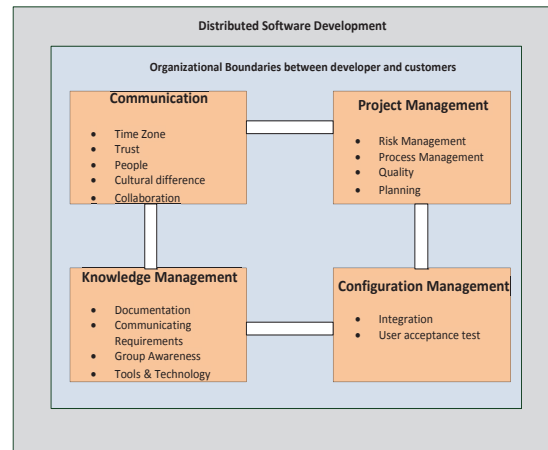 Distributed Software Development
Organizational Boundaries between developer and customers
Communication
• Time Zone
• Trust
• People
• Cultural difference
• Collaboration
Project Management
• Risk Management
• Process Management
• Quality
• Planning
Knowledge Management
• Documentation
• Communicating
Requirements
• Group Awareness
• Tools & Technology
Configuration Management
• Integration
• User acceptance test